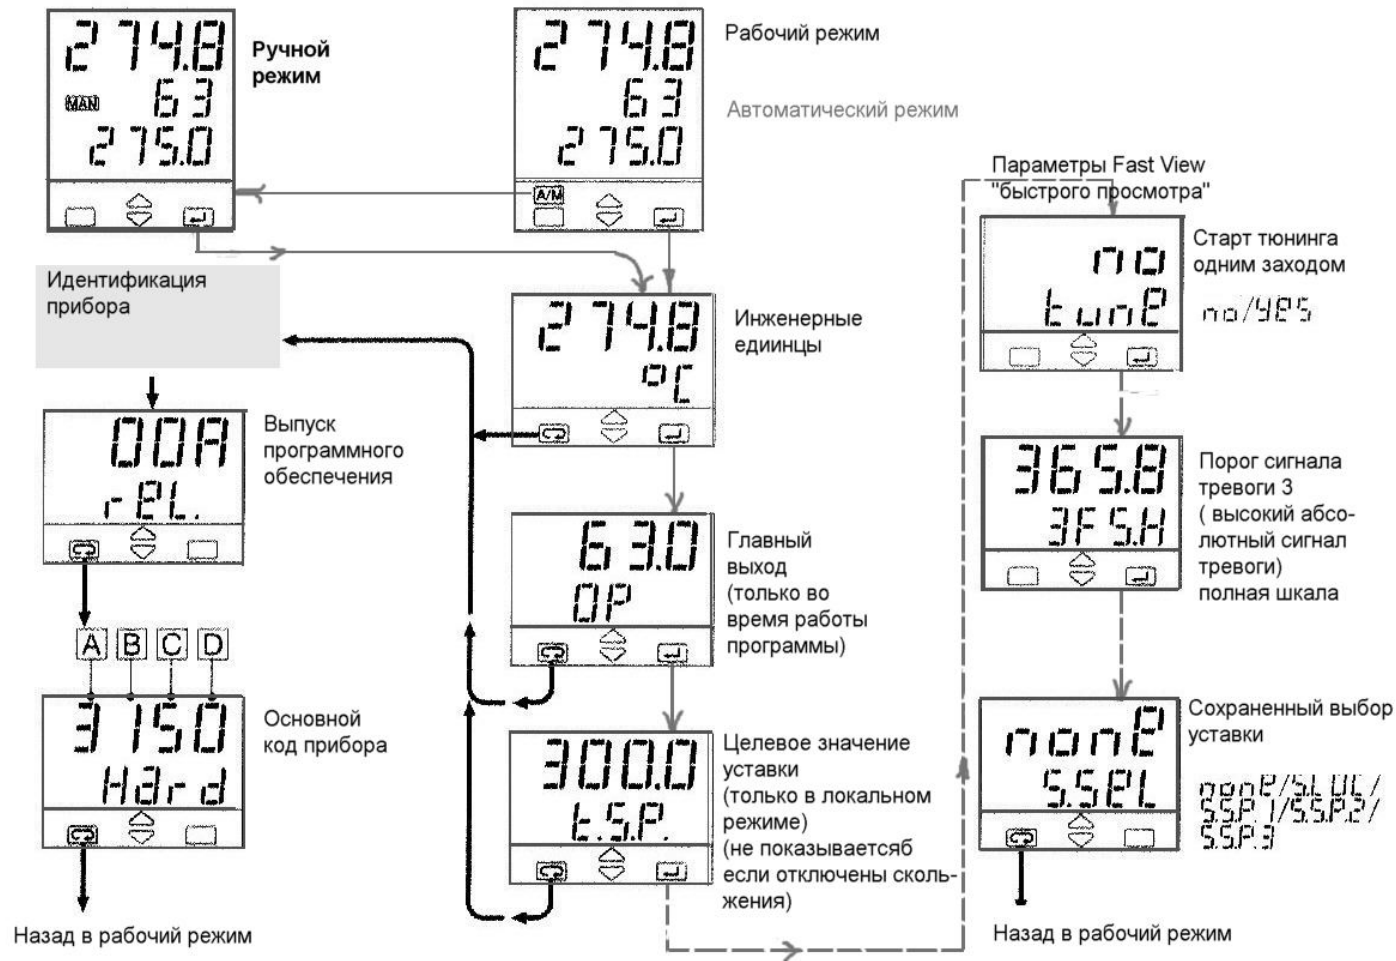 274.8
63
MAN
275.0
Ручной
режим
274.8
63
275.0
A/M
Рабочий режим
Автоматический режим
Идентификация
прибора
00A
rEL.
Выпуск
программного
обеспечения
A B C D
3150
Hard
Основной
код прибора
Назад в рабочий режим
274.8
°C
Инженерные
едиинцы
63.0
OP
Главный
выход
(только во
время работы
программы)
300.0
t.S.P.
Целевое значение
уставки
(только в локальном
режиме)
(не показываетсяб
если отключены сколь-
жения)
Параметры Fast View
"быстрого просмотра"
no
tunE
Старт тюнинга
одним заходом
no/YES
365.8
3FS.H
Порог сигнала
тревоги 3
( высокий абсо-
лютный сигнал
тревоги)
полная шкала
nonE
S.SEL
Сохраненный выбор
уставки
nonE/S.LOC/
S.S.P.1/S.S.P.2/
S.S.P.3
Назад в рабочий режим